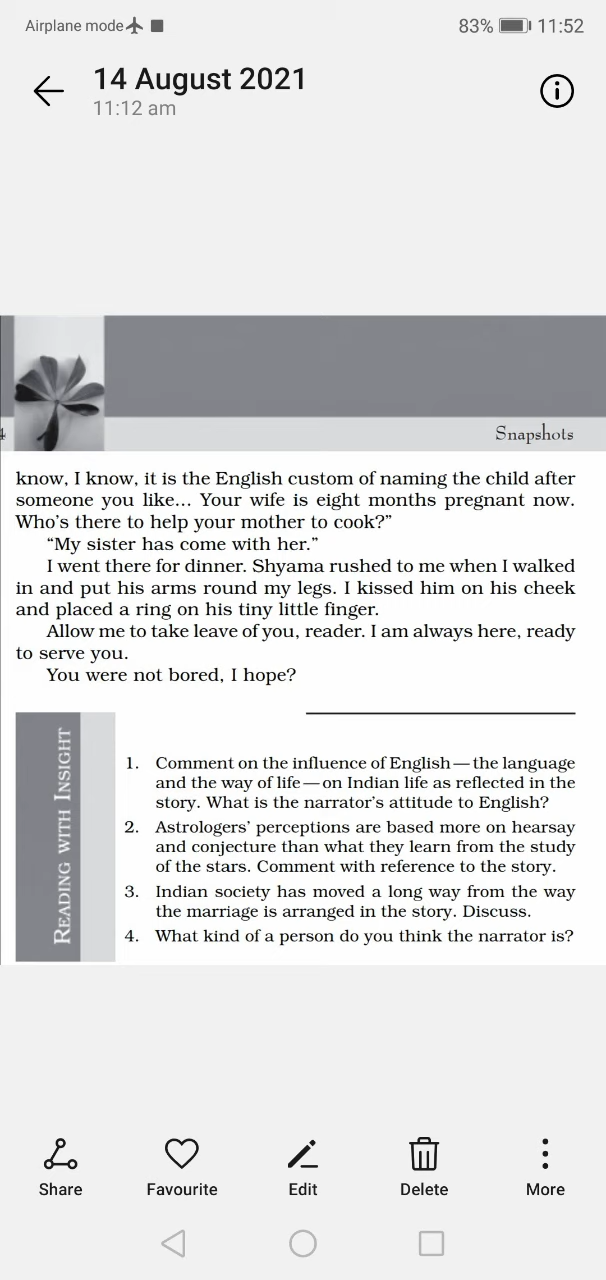 Airplane mode
83% 11:52
14 August 2021
11:12 am
4
Snapshots
know, I know, it is the English custom of naming the child after
someone you like... Your wife is eight months pregnant now.
Who's there to help your mother to cook?”
“My sister has come with her.”
I went there for dinner. Shyama rushed to me when I walked
in and put his arms round my legs. I kissed him on his cheek
and placed a ring on his tiny little finger.
Allow me to take leave of you, reader. I am always here, ready
to serve you.
You were not bored, I hope?
READING WITH INSIGHT
1. Comment on the influence of English — the language
and the way of life — on Indian life as reflected in the
story. What is the narrator's attitude to English?
2. Astrologers' perceptions are based more on hearsay
and conjecture than what they learn from the study
of the stars. Comment with reference to the story.
3. Indian society has moved a long way from the way
the marriage is arranged in the story. Discuss.
4. What kind of a person do you think the narrator is?
Share
Favourite
Edit
Delete
More